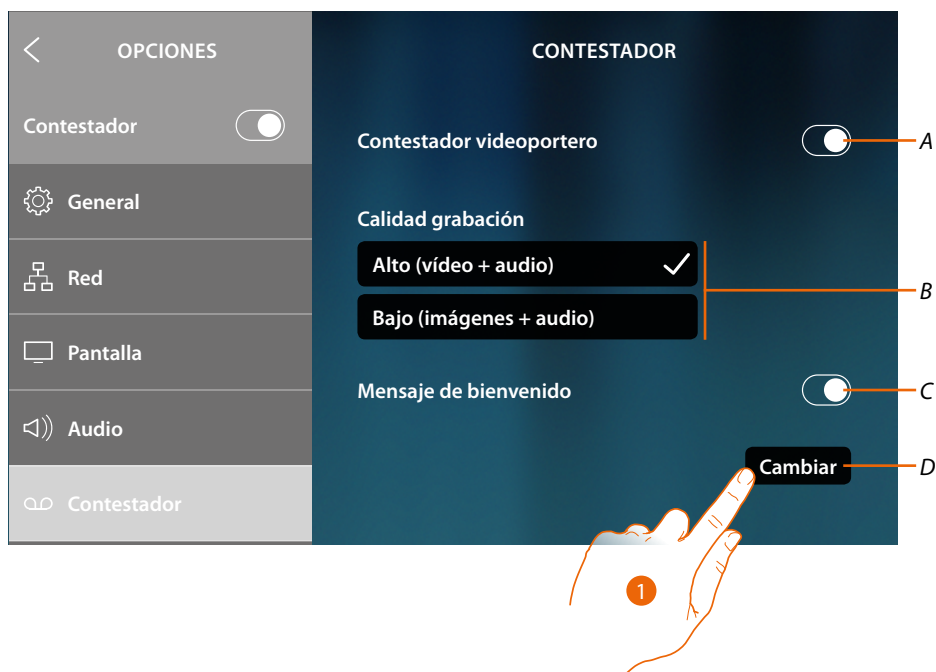 OPCIONES
Contestador
General
Red
Pantalla
Audio
Contestador
CONTESTADOR
Contestador videoportero
A
Calidad grabación
Alto (vídeo + audio)
Bajo (imágenes + audio)
B
Mensaje de bienvenido
C
Cambiar
D
1